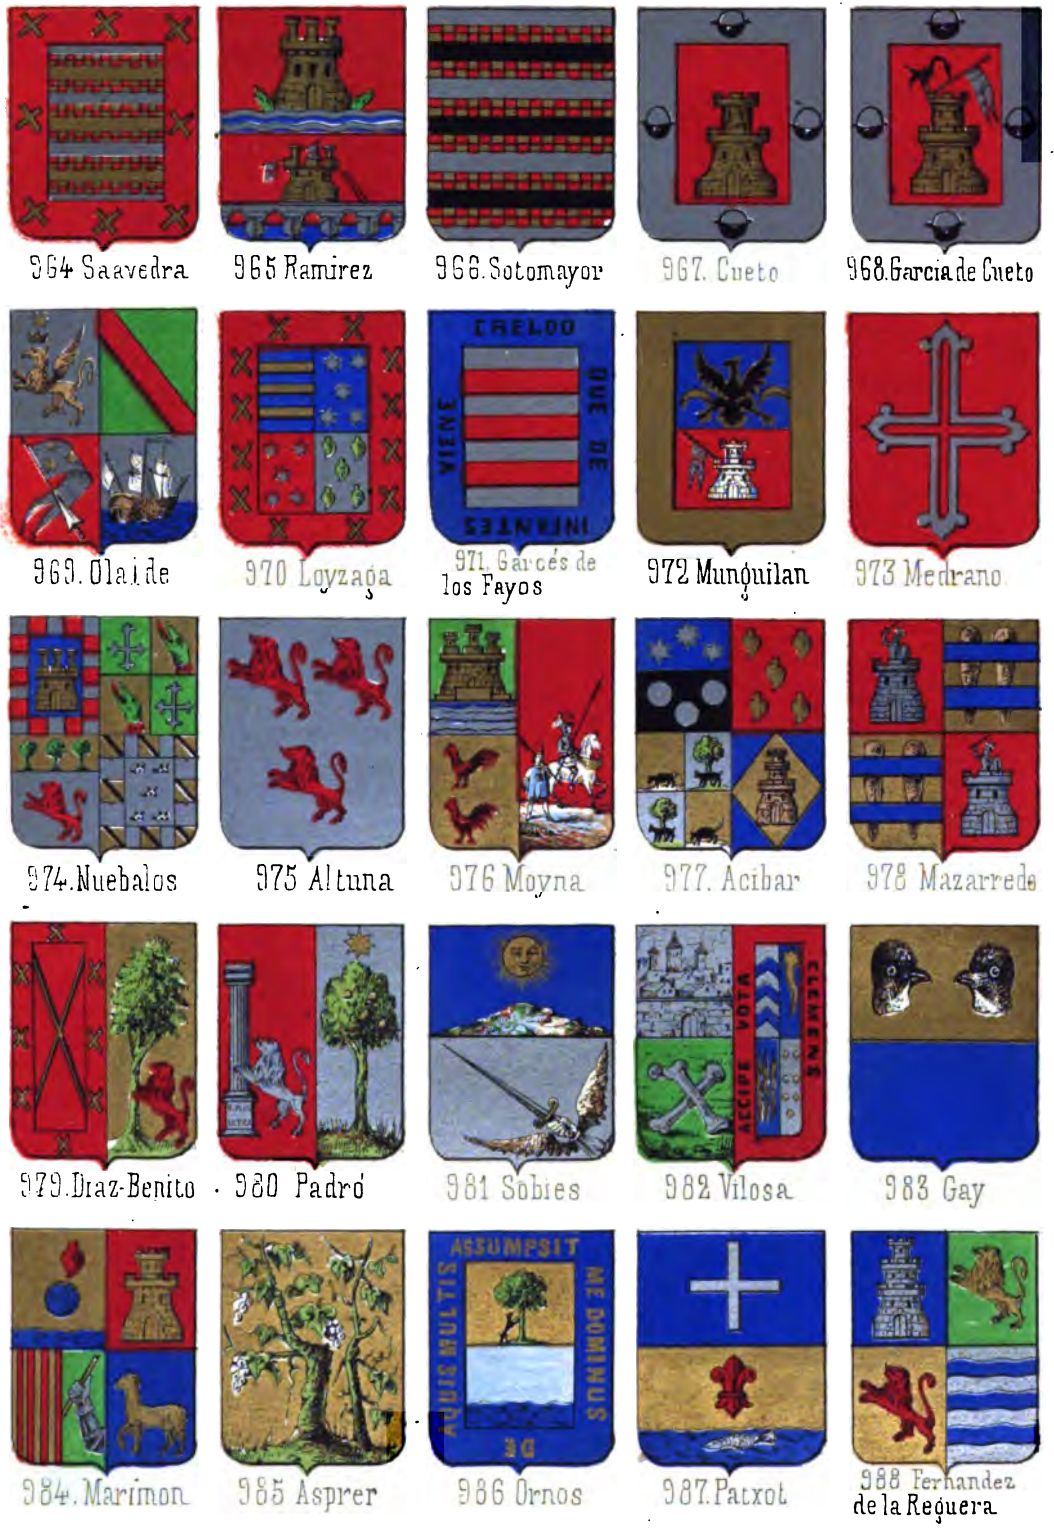 964 Saavedra
965 Ramirez
966. Sotomayor
967. Cueto
968. Garcia de Cueto
CAELDO
QUE DE
INFANTES
VIENE
969. Olaide
970 Loyzaga
971. Garcés de
los Fayos
972 Munguilan
973 Medrano.
974. Nuebalos
975 Altuna
976 Moyna
977. Acibar
978 Mazarredo
ACCIPE VOTA
CLEMENS
979. Diaz-Benito
980 Padró
981 Sobies
982 Vilosa
983 Gay
ASSUMPSIT
ME DOMINUS
DE
AQUIS MULTIS
984. Marimon
985 Asprer
986 Ornos
987. Patxot
988 Fernandez
de la Reguera